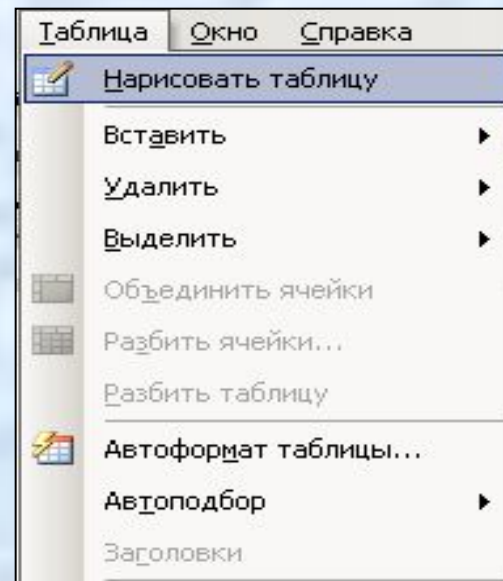 Таблица Окно Справка
Нарисовать таблицу
Вставить
Удалить
Выделить
Объединить ячейки
Разбить ячейки...
Разбить таблицу
Автоформат таблицы...
Автоподбор
Заголовки